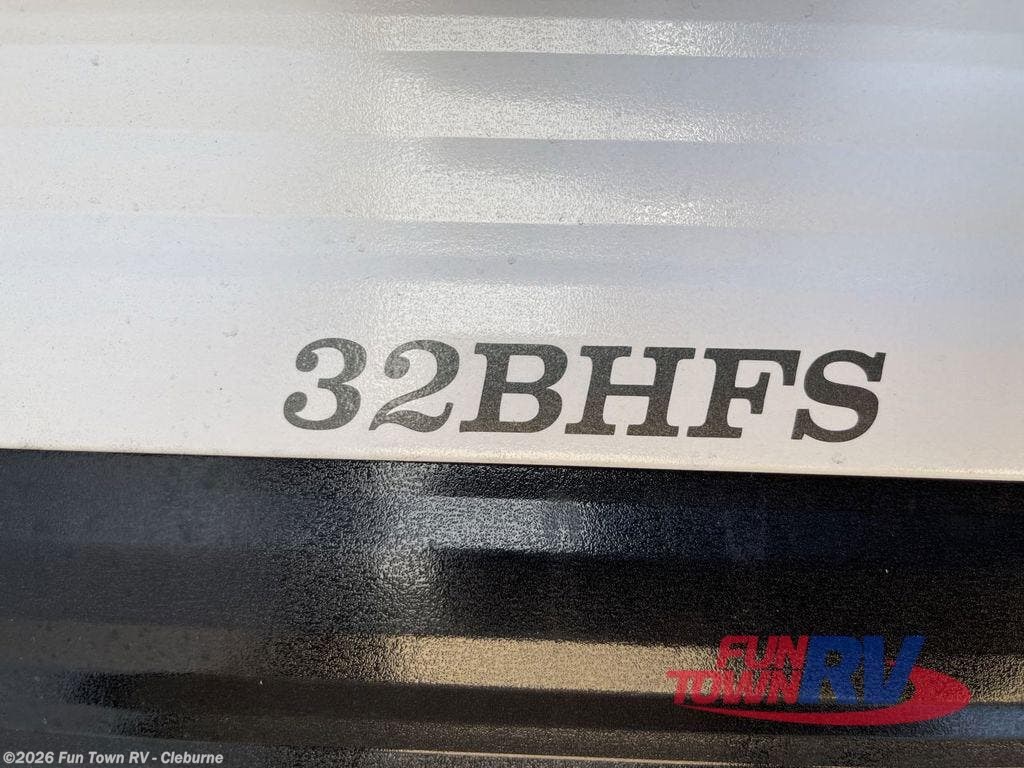 32BHFS
FUN
TOWN RV
©2026 Fun Town RV - Cleburne